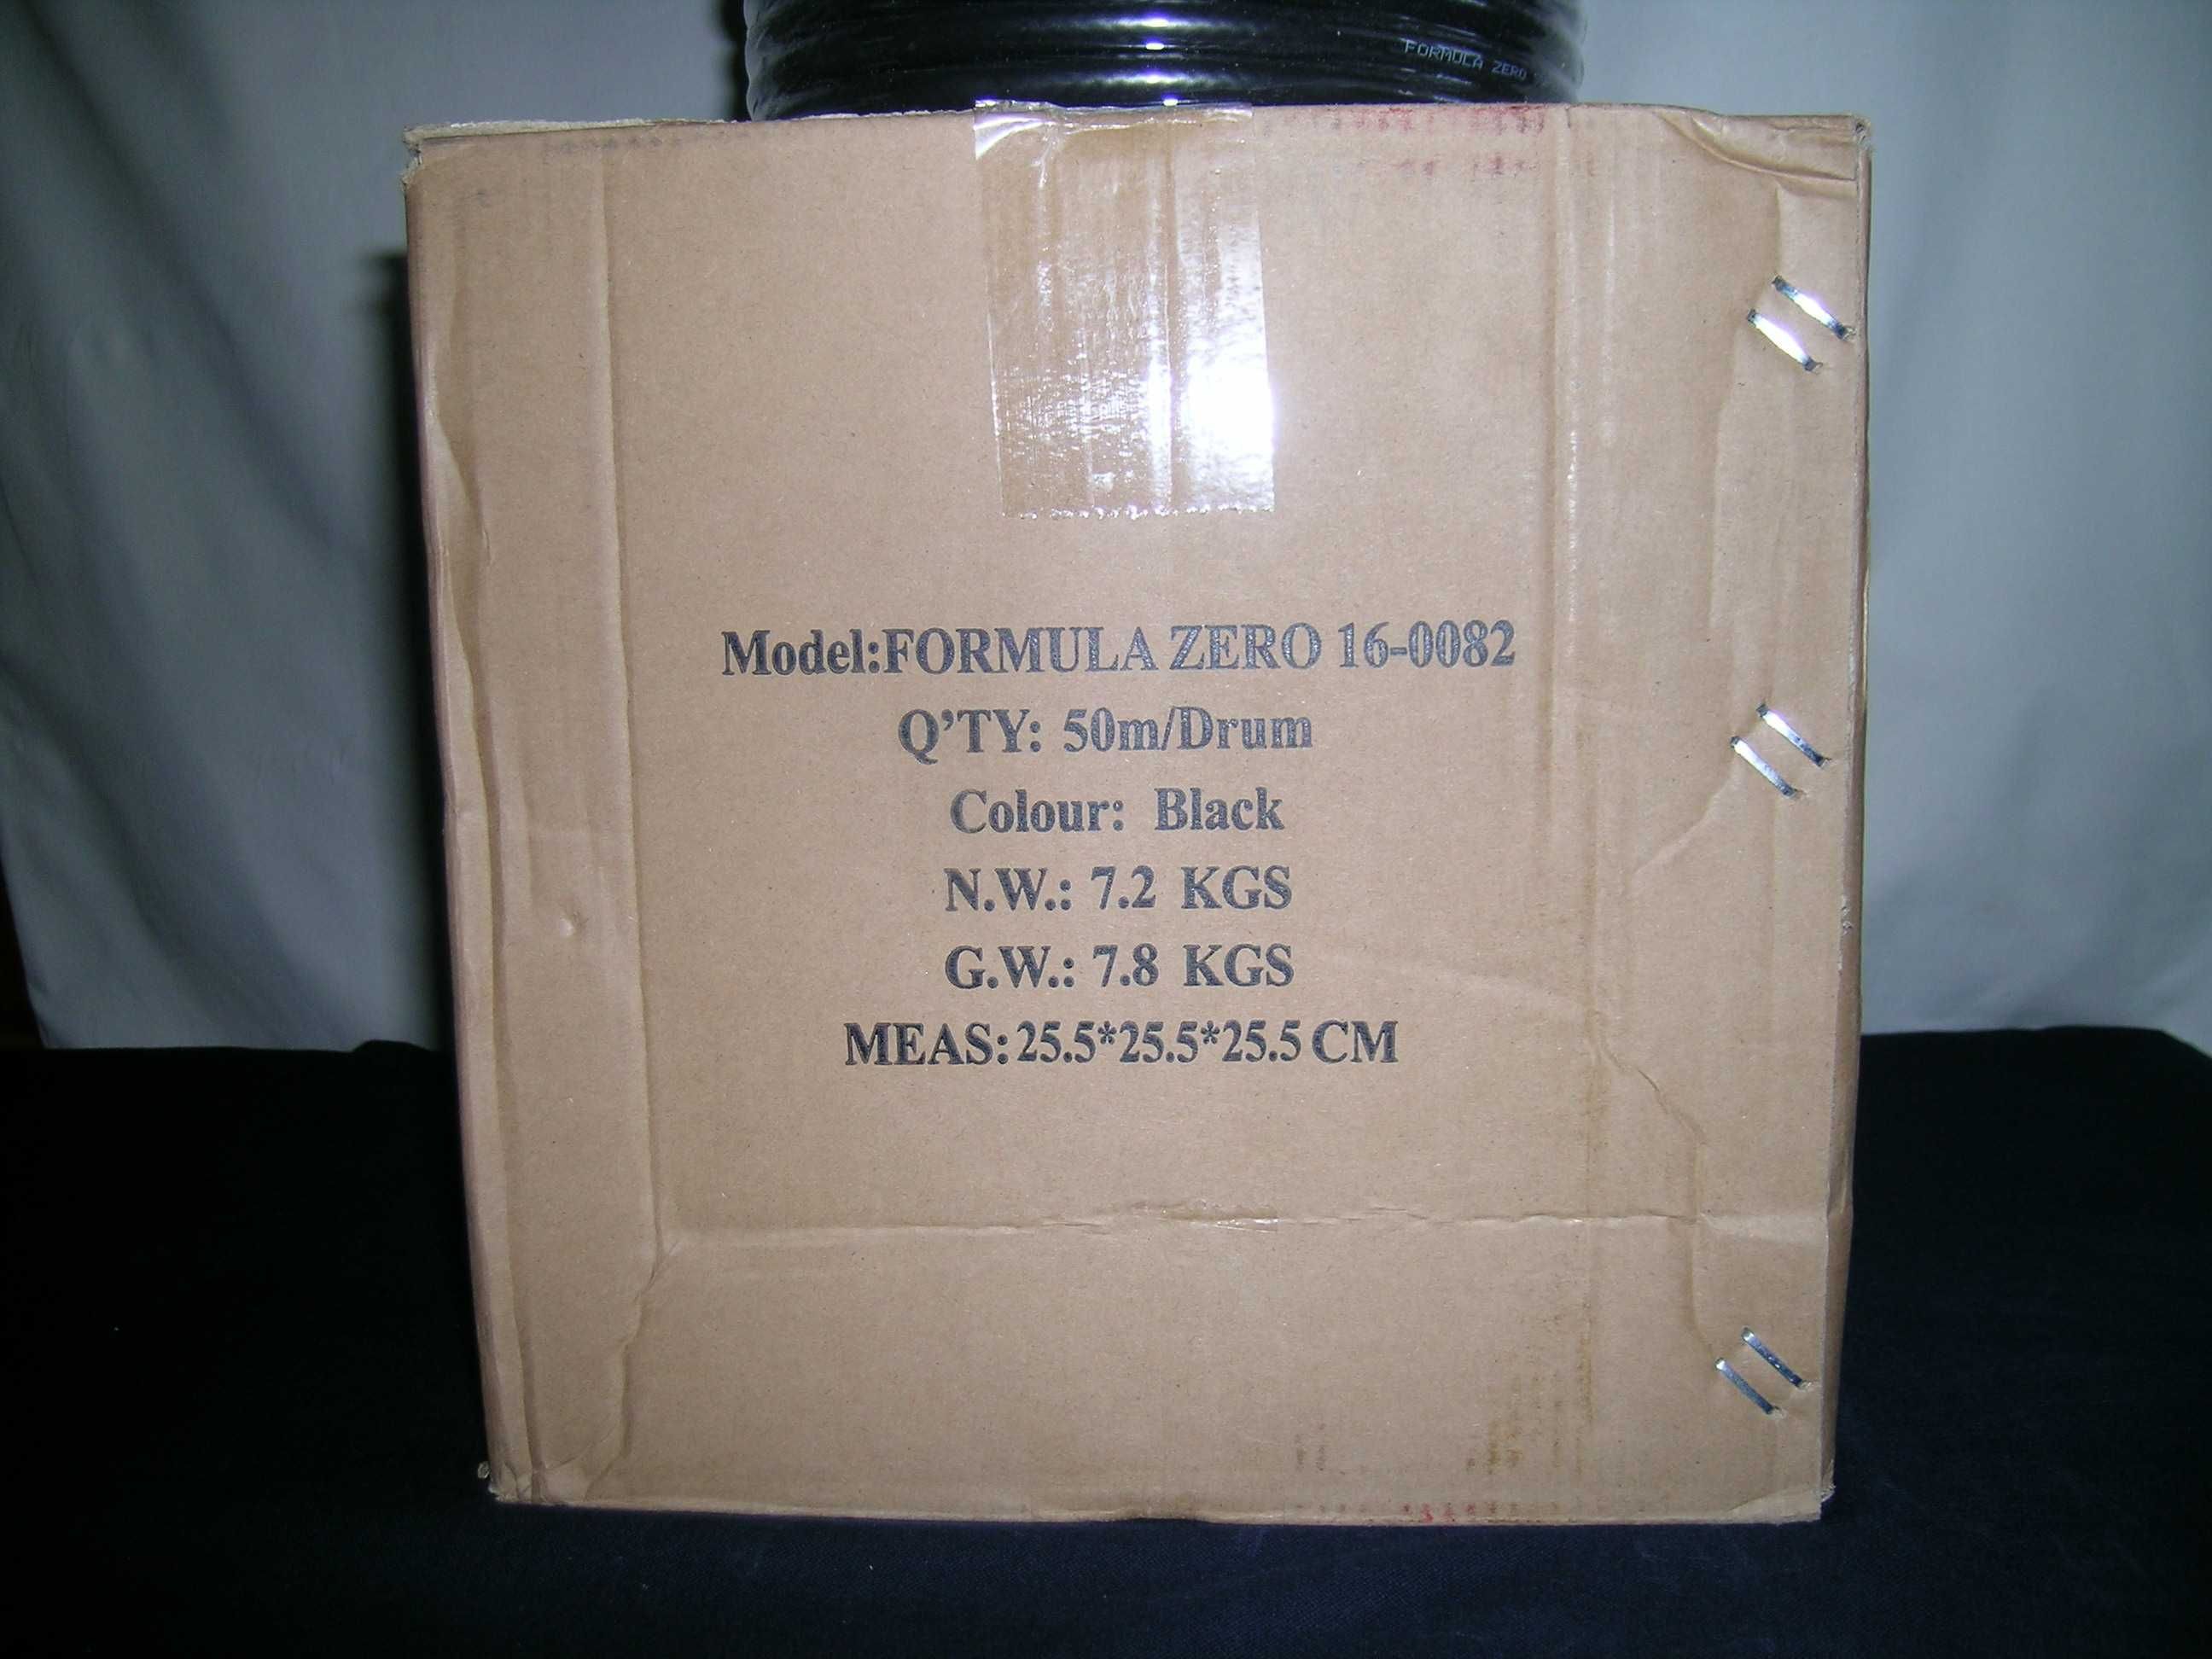 FORMULA ZERO
Model:FORMULA ZERO 16-0082
Q'TY: 50m/Drum
Colour: Black
N.W.: 7.2 KGS
G.W.: 7.8 KGS
MEAS:25.5*25.5*25.5 CM